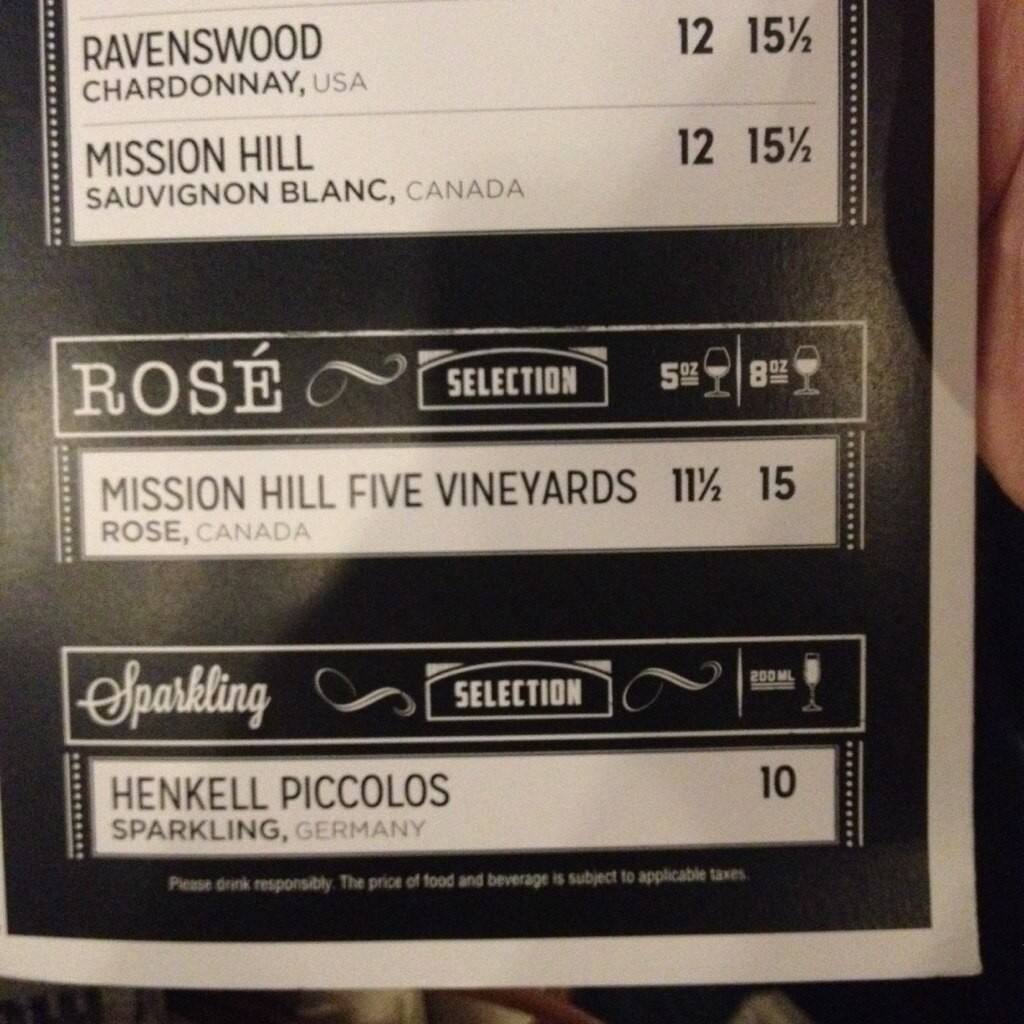 RAVENSWOOD 12 15½
CHARDONNAY, USA
MISSION HILL 12 15½
SAUVIGNON BLANC, CANADA
ROSÉ SELECTION 5OZ 8OZ
MISSION HILL FIVE VINEYARDS 11½ 15
ROSE, CANADA
Sparkling SELECTION 200ML
HENKELL PICCOLOS 10
SPARKLING, GERMANY
Please drink responsibly. The price of food and beverage is subject to applicable taxes.